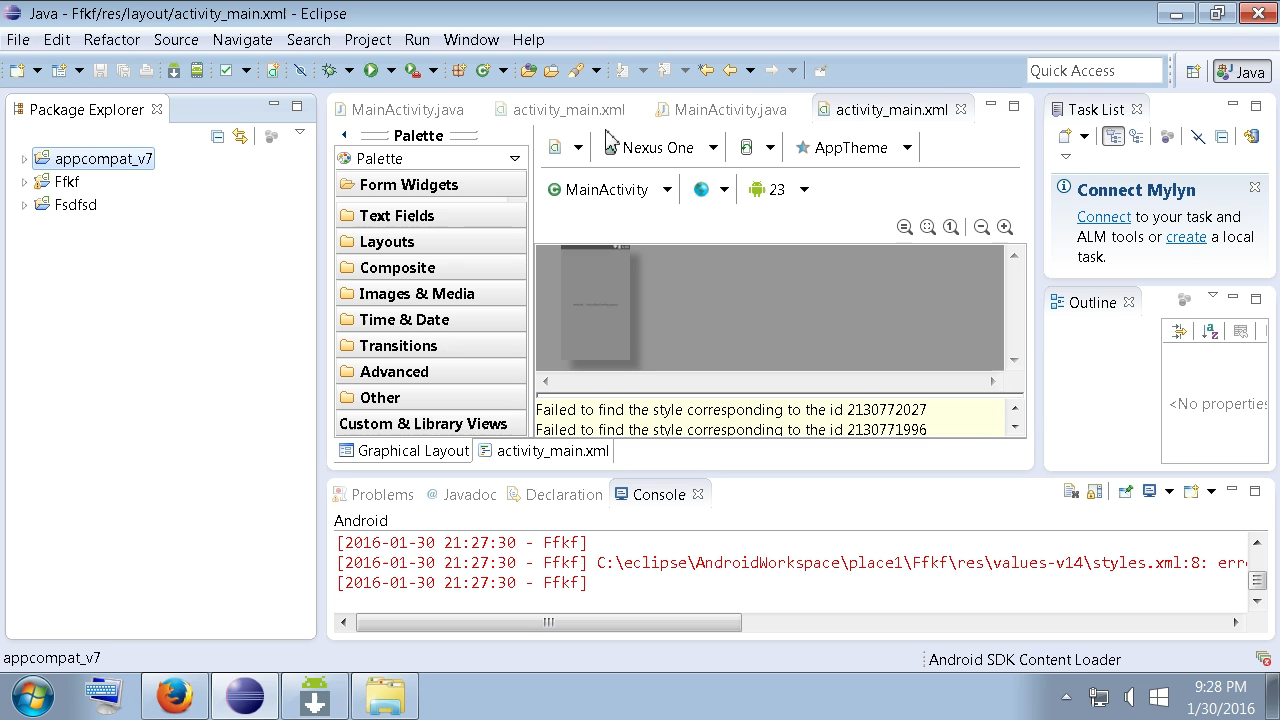 Java - Ffkf/res/layout/activity_main.xml - Eclipse
File Edit Refactor Source Navigate Search Project Run Window Help
Quick Access
Java
Package Explorer
appcompat_v7
Ffkf
Fsdfsd
MainActivity.java
activity_main.xml
MainActivity.java
activity_main.xml
Palette
Palette
Form Widgets
Text Fields
Layouts
Composite
Images & Media
Time & Date
Transitions
Advanced
Other
Custom & Library Views
Nexus One
AppTheme
MainActivity
23
Failed to find the style corresponding to the id 2130772027
Failed to find the style corresponding to the id 2130771996
Graphical Layout
activity_main.xml
Task List
Connect Mylyn
Connect to your task and
ALM tools or create a local
task.
Outline
<No properties
Problems
@ Javadoc
Declaration
Console
Android
[2016-01-30 21:27:30 - Ffkf]
[2016-01-30 21:27:30 - Ffkf] C:\eclipse\AndroidWorkspace\place1\Ffkf\res\values-v14\styles.xml:8: erro
[2016-01-30 21:27:30 - Ffkf]
appcompat_v7
Android SDK Content Loader
9:28 PM
1/30/2016